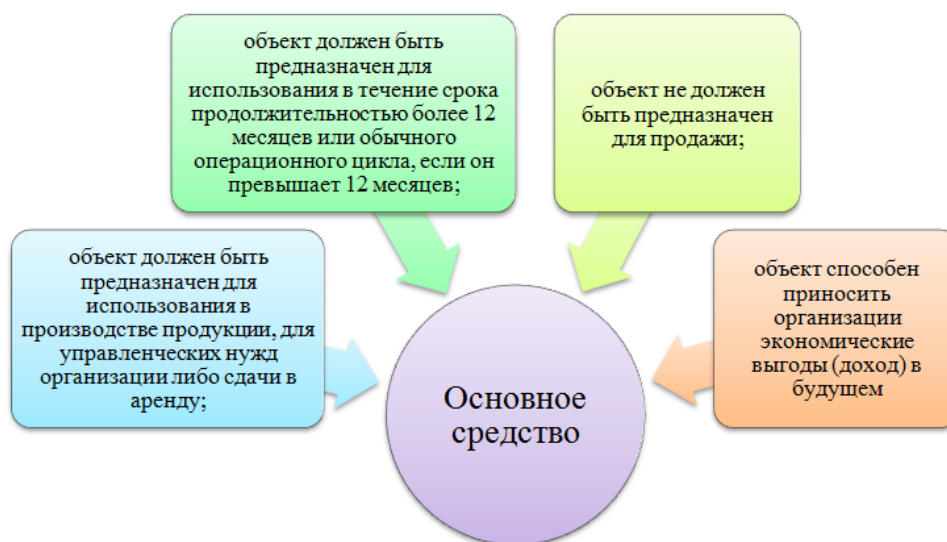 объект должен быть
предназначен для
использования в течение срока
продолжительностью более 12
месяцев или обычного
операционного цикла, если он
превышает 12 месяцев;
объект не должен
быть предназначен
для продажи;
объект должен быть
предназначен для
использования в
производстве продукции, для
управленческих нужд
организации либо сдачи в
аренду;
объект способен
приносить
организации
экономические
выгоды (доход) в
будущем
Основное
средство